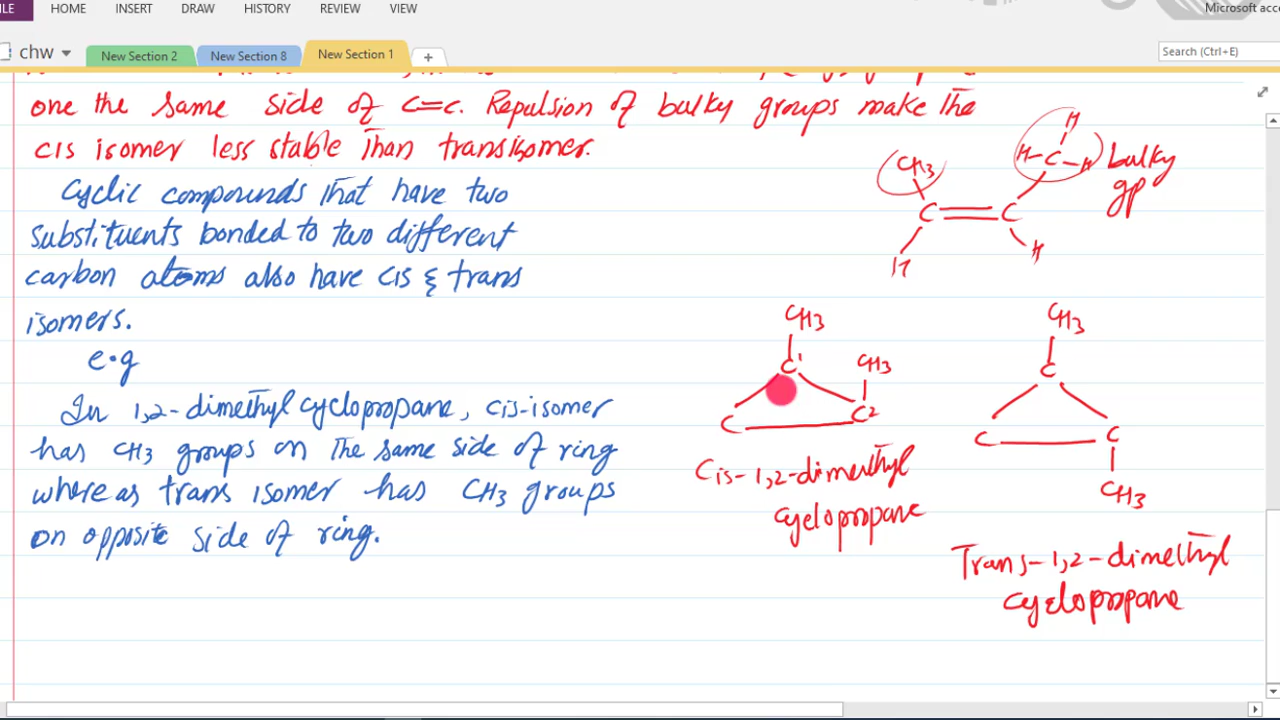 HOME INSERT DRAW HISTORY REVIEW VIEW
Microsoft acc
chw New Section 2 New Section 8 New Section 1 +
Search (Ctrl+E)
one the same side of C=C. Repulsion of bulky groups make the
cis isomer less stable than transisomer.
Cyclic compounds that have two
substituents bonded to two different
carbon atoms also have cis & trans
isomers.
e.g
In 1,2-dimethyl cyclopropane, cis-isomer
has CH3 groups on the same side of ring
where as trans isomer has CH3 groups
on opposite side of ring.
H
CH3 H-C-H bulky
gp
C=C
H H
CH3
C1 CH3
C C2
Cis-1,2-dimethyl
cyclopropane
CH3
C
C C
CH3
Trans-1,2-dimethyl
cyclopropane